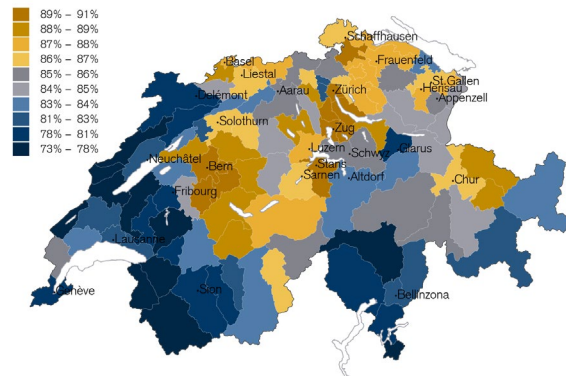 89% – 91%
88% – 89%
87% – 88%
86% – 87%
85% – 86%
84% – 85%
83% – 84%
81% – 83%
78% – 81%
73% – 78%
Schaffhausen
Basel
Frauenfeld
Liestal
Delémont
Aarau
Zürich
St.Gallen
Herisau
Appenzell
Solothurn
Zug
Neuchâtel
Bern
Luzern
Schwyz
Glarus
Stans
Sarnen
Altdorf
Chur
Fribourg
Lausanne
Genève
Sion
Bellinzona